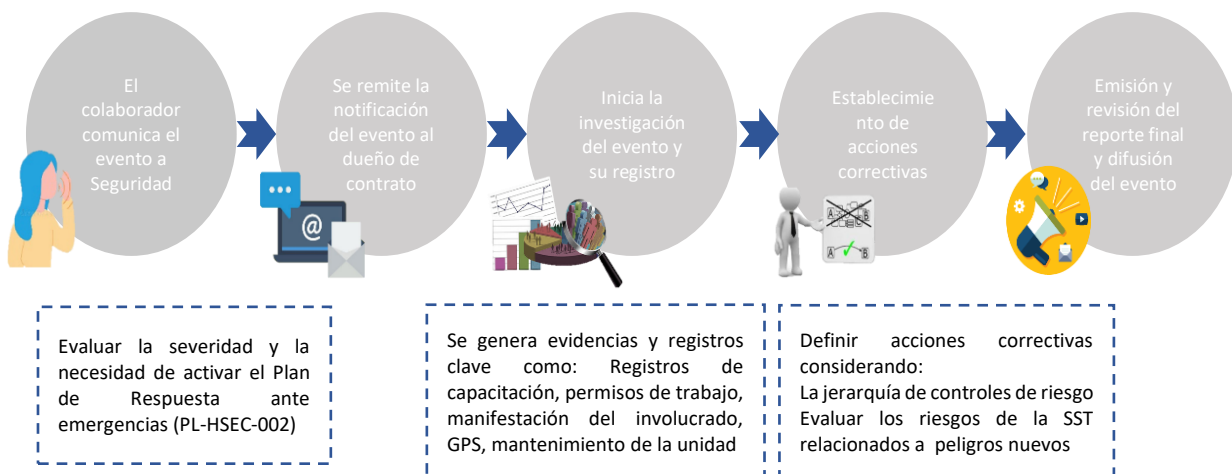 El
colaborador
comunica el
evento a
Seguridad
Se remite la
notificación
del evento al
dueño de
contrato
Inicia la
investigación
del evento y
su registro
Establecimie
nto de
acciones
correctivas
Emisión y
revisión del
reporte final
y difusión
del evento
@
A
B
A
B
Evaluar la severidad y la
necesidad de activar el Plan
de Respuesta ante
emergencias (PL-HSEC-002)
Se genera evidencias y registros
clave como: Registros de
capacitación, permisos de trabajo,
manifestación del involucrado,
GPS, mantenimiento de la unidad
Definir acciones correctivas
considerando:
La jerarquía de controles de riesgo
Evaluar los riesgos de la SST
relacionados a peligros nuevos